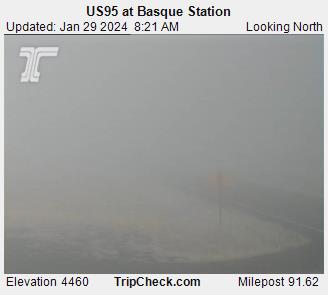 US95 at Basque Station
Updated: Jan 29 2024 8:21 AM Looking North
Elevation 4460 TripCheck.com Milepost 91.62